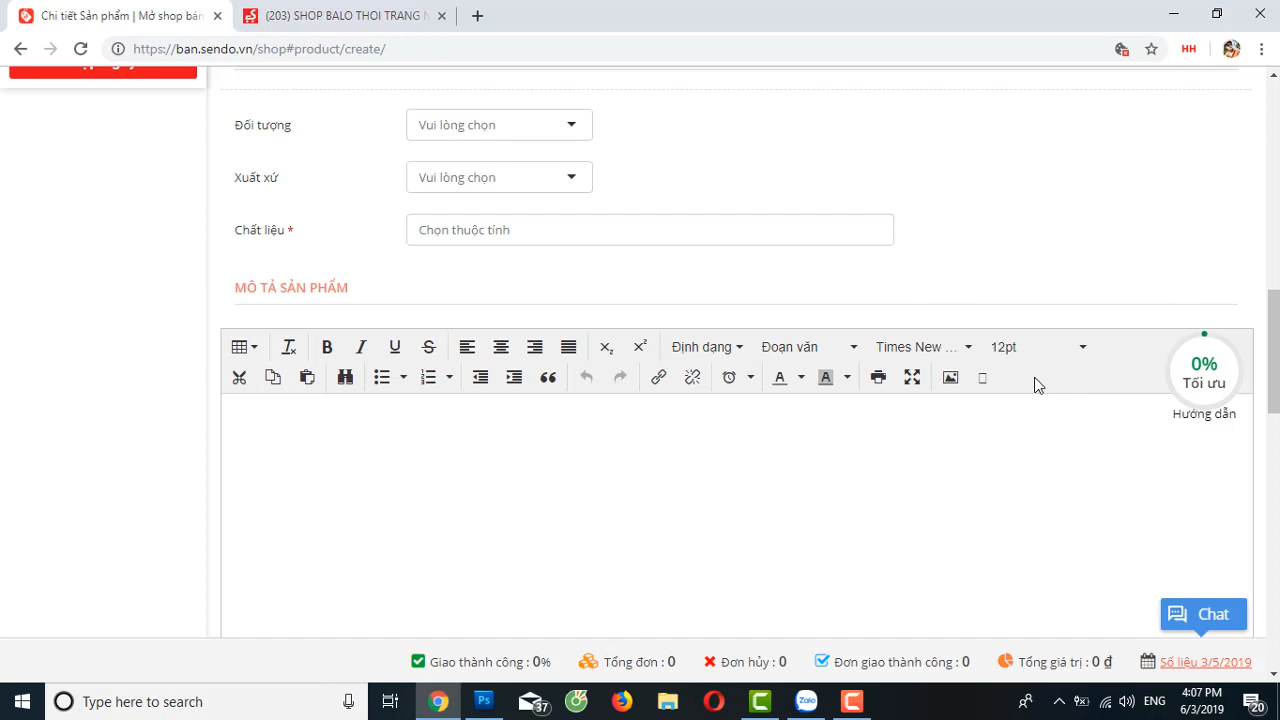 Chi tiết Sản phẩm | Mở shop bán
(203) SHOP BALO THOI TRANG N
https://ban.sendo.vn/shop#product/create/
HH
Đối tượng
Vui lòng chọn
Xuất xứ
Vui lòng chọn
Chất liệu *
Chọn thuộc tính
MÔ TẢ SẢN PHẨM
Định dạng
Đoạn văn
Times New ...
12pt
0%
Tối ưu
Hướng dẫn
Chat
Giao thành công : 0%
Tổng đơn : 0
Đơn hủy : 0
Đơn giao thành công : 0
Tổng giá trị : 0 đ
Số liệu 3/5/2019
Type here to search
Ps
37
ENG
4:07 PM
6/3/2019
20